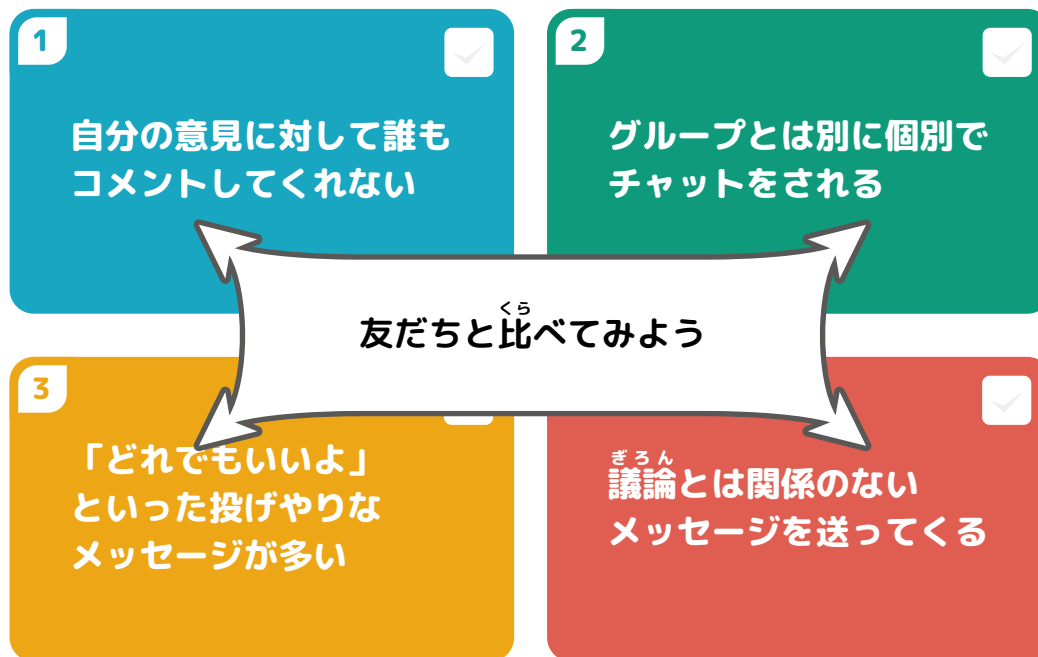 1
自分の意見に対して誰も
コメントしてくれない
2
グループとは別に個別で
チャットをされる
くら
友だちと比べてみよう
3
「どれでもいいよ」
といった投げやりな
メッセージが多い
ぎろん
議論とは関係のない
メッセージを送ってくる